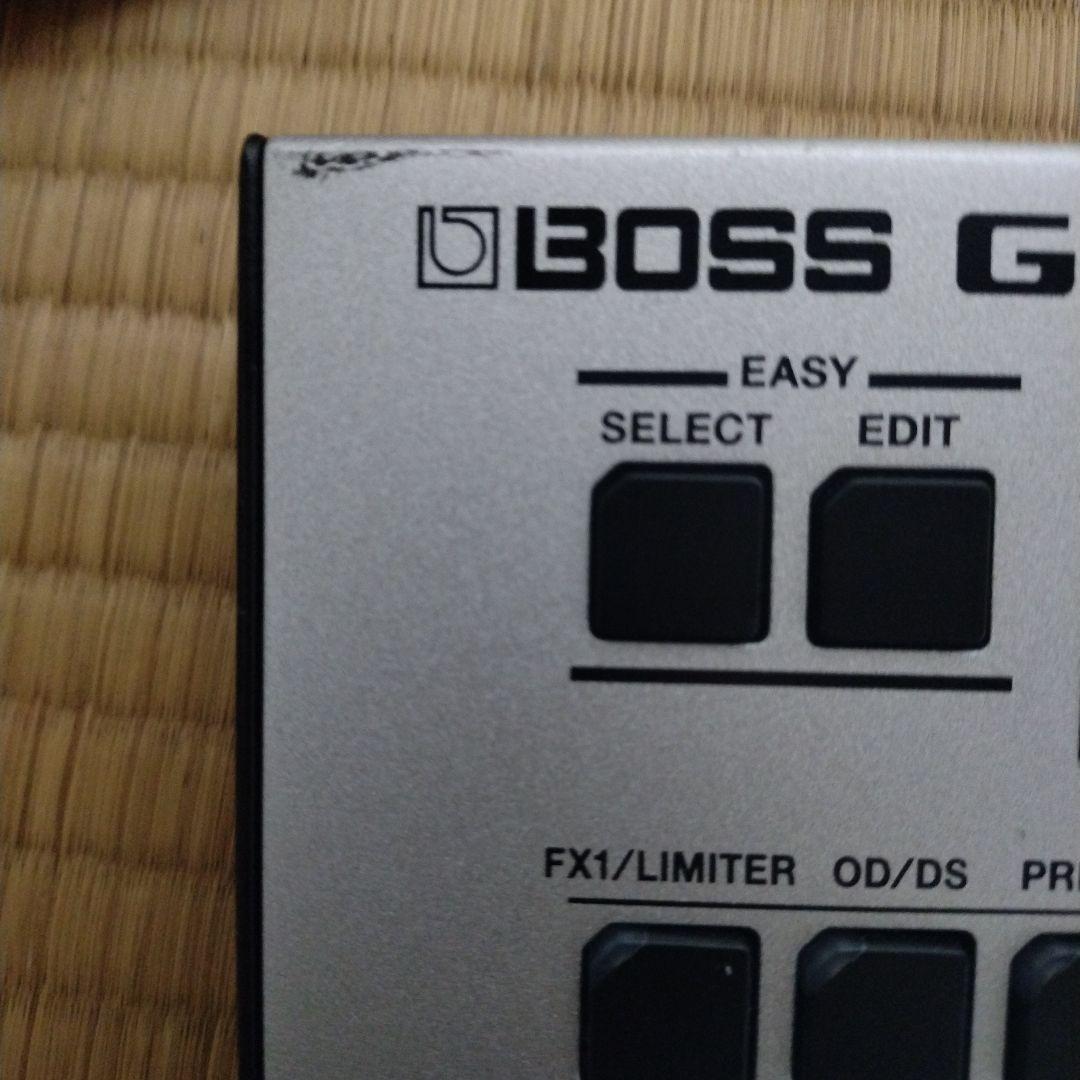 BOSS G
EASY
SELECT EDIT
FX1/LIMITER OD/DS